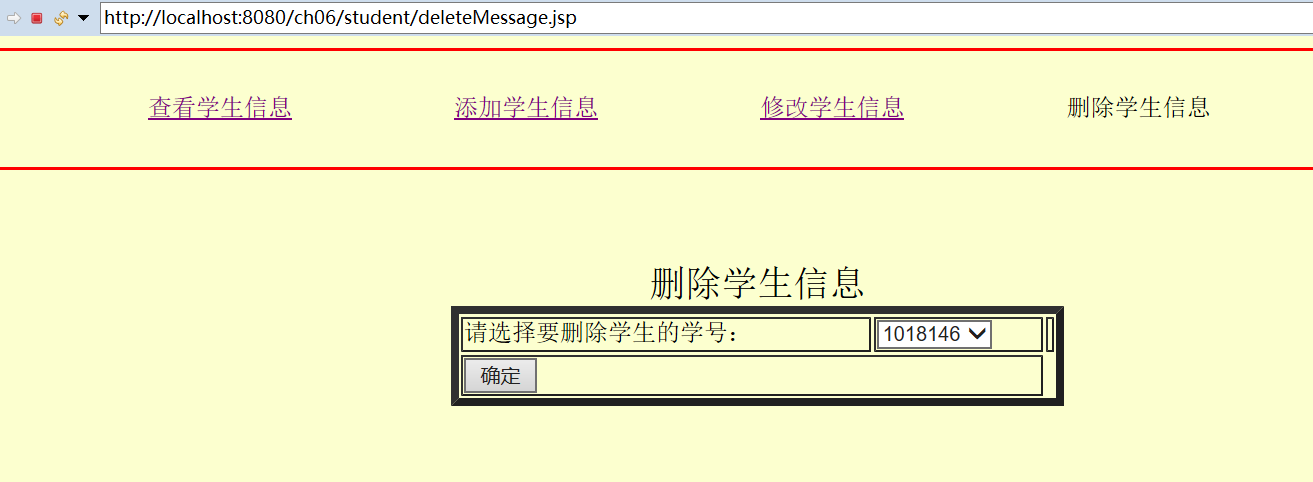 http://localhost:8080/ch06/student/deleteMessage.jsp
查看学生信息 添加学生信息 修改学生信息 删除学生信息
删除学生信息
请选择要删除学生的学号： 1018146
确定